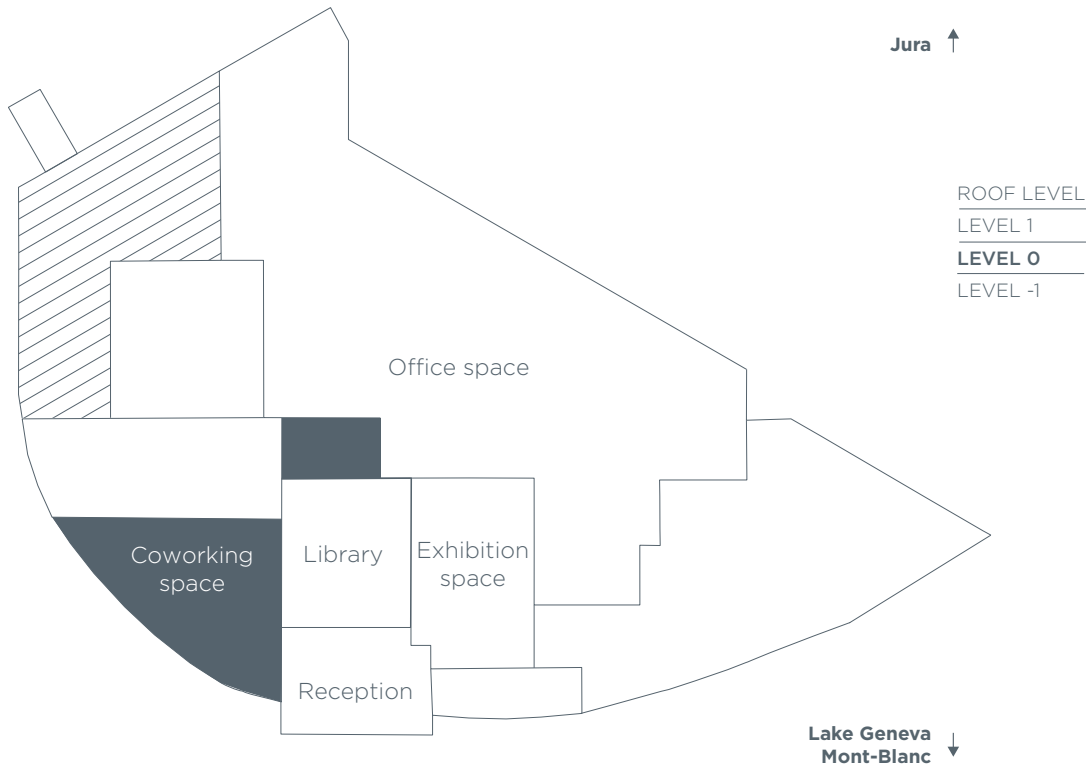 Jura
ROOF LEVEL
LEVEL 1
LEVEL 0
LEVEL -1
Office space
Coworking
space
Library
Exhibition
space
Reception
Lake Geneva
Mont-Blanc